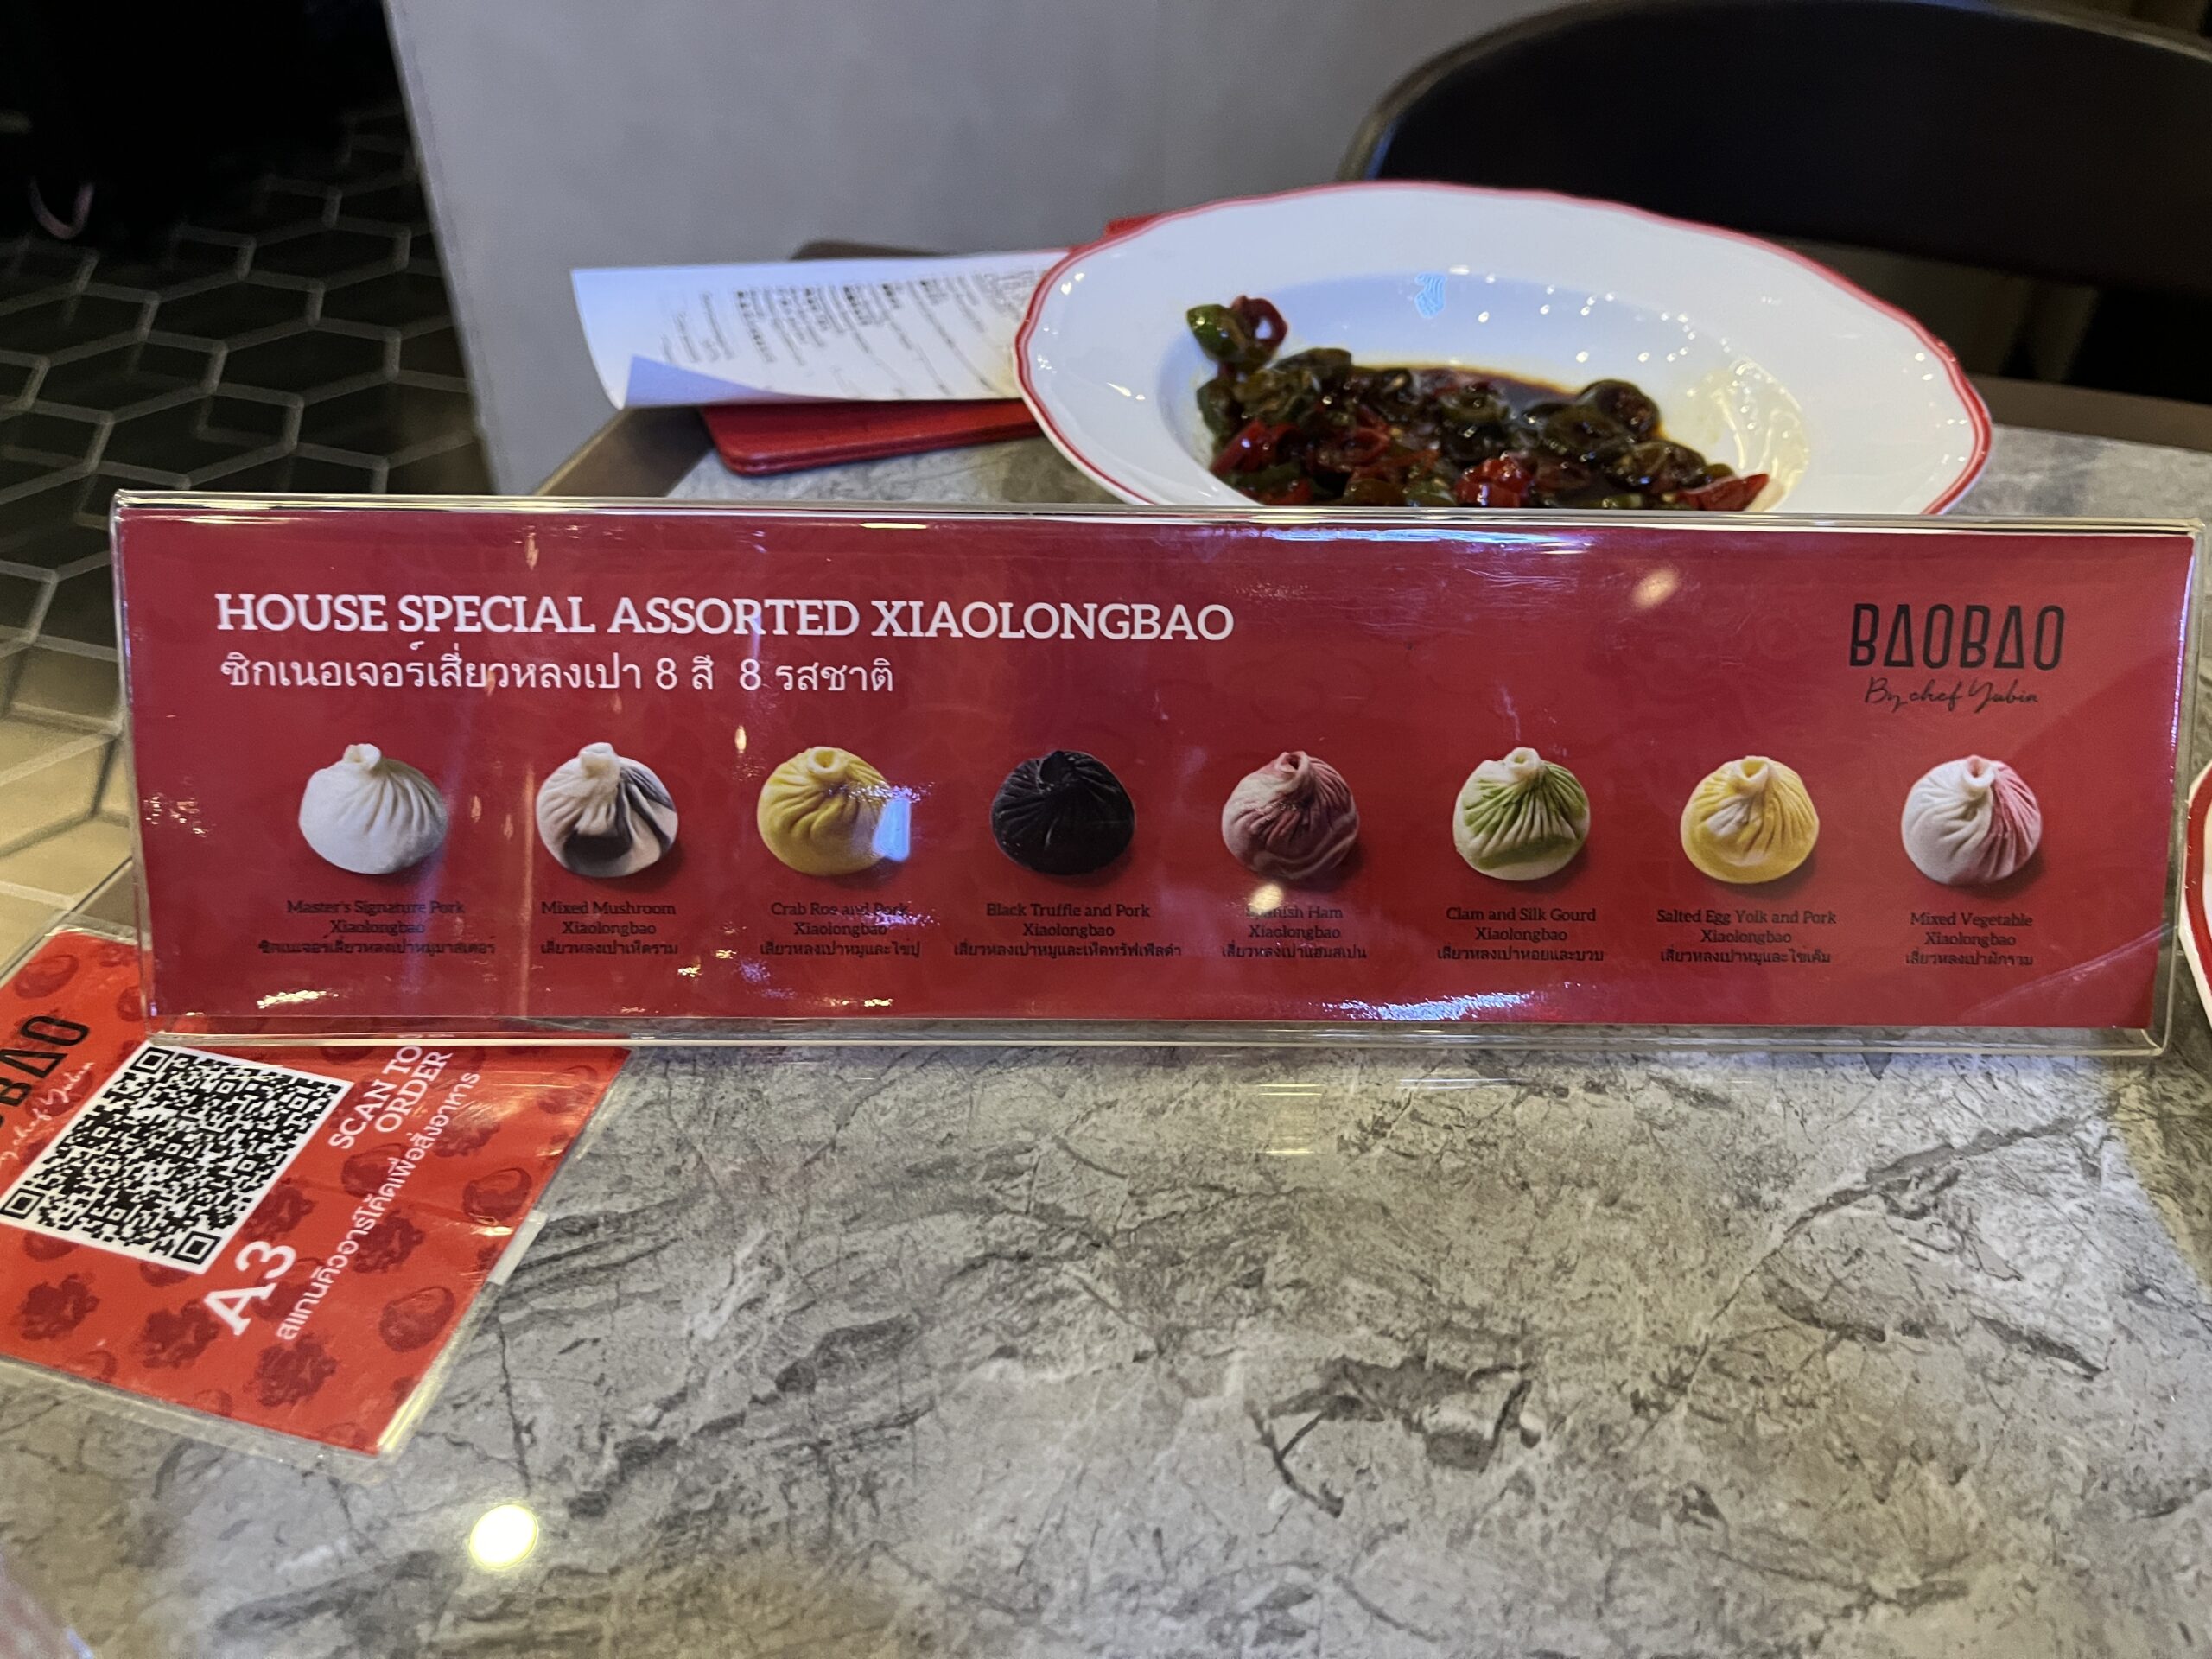 HOUSE SPECIAL ASSORTED XIAOLONGBAO
ซิกเนอเจอร์เสี่ยวหลงเปา 8 สี 8 รสชาติ
BAOBAO
By chef Yubin
Master's Signature Pork
Xiaolongbao
ซิกเนเจอร์เสี่ยวหลงเปาหมูมาสเตอร์
Mixed Mushroom
Xiaolongbao
เสี่ยวหลงเปาเห็ดรวม
Crab Roe and Pork
Xiaolongbao
เสี่ยวหลงเปาหมูและไข่ปู
Black Truffle and Pork
Xiaolongbao
เสี่ยวหลงเปาหมูและเห็ดทรัฟเฟิลดำ
Spanish Ham
Xiaolongbao
เสี่ยวหลงเปาแฮมสเปน
Clam and Silk Gourd
Xiaolongbao
เสี่ยวหลงเปาหอยและบวบ
Salted Egg Yolk and Pork
Xiaolongbao
เสี่ยวหลงเปาหมูและไข่เค็ม
Mixed Vegetable
Xiaolongbao
เสี่ยวหลงเปาผักรวม
BAO
chef Yubin
SCAN TO
ORDER
A3
สแกนคิวอาร์โค้ดเพื่อสั่งอาหาร